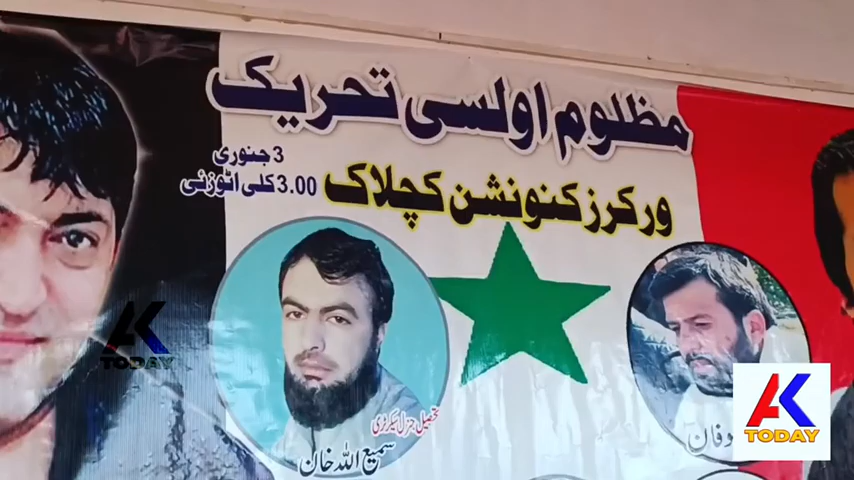 مظلوم اولسی تحریک
ورکرز کنونشن کچلاک
3 جنوری
3.00 کلی اٹوزئی
تحصیل جنرل سیکرٹری
سمیع اللہ خان
AK
TODAY
AK
TODAY